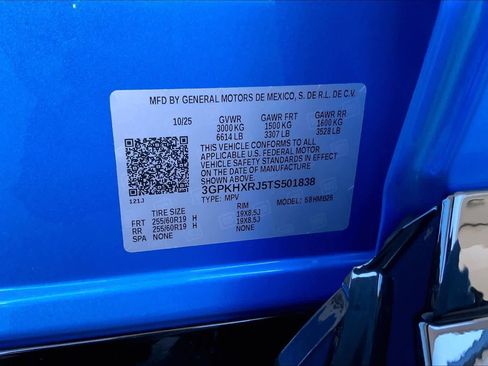 MFD BY GENERAL MOTORS DE MEXICO, S. DE R.L. DE C.V.
10/25 GVWR GAWR FRT GAWR RR
3000 KG 1500 KG 1600 KG
6614 LB 3307 LB 3528 LB
THIS VEHICLE CONFORMS TO ALL
APPLICABLE U.S. FEDERAL MOTOR
VEHICLE SAFETY STANDARDS IN EFFECT
ON THE DATE OF MANUFACTURE SHOWN ABOVE
3GPKHXRJ5TS501838
121J TYPE: MPV MODEL: 58HMB26
TIRE SIZE RIM
FRT 255/60R19 H 19X8.5J
RR 255/60R19 H 19X8.5J
SPA NONE NONE